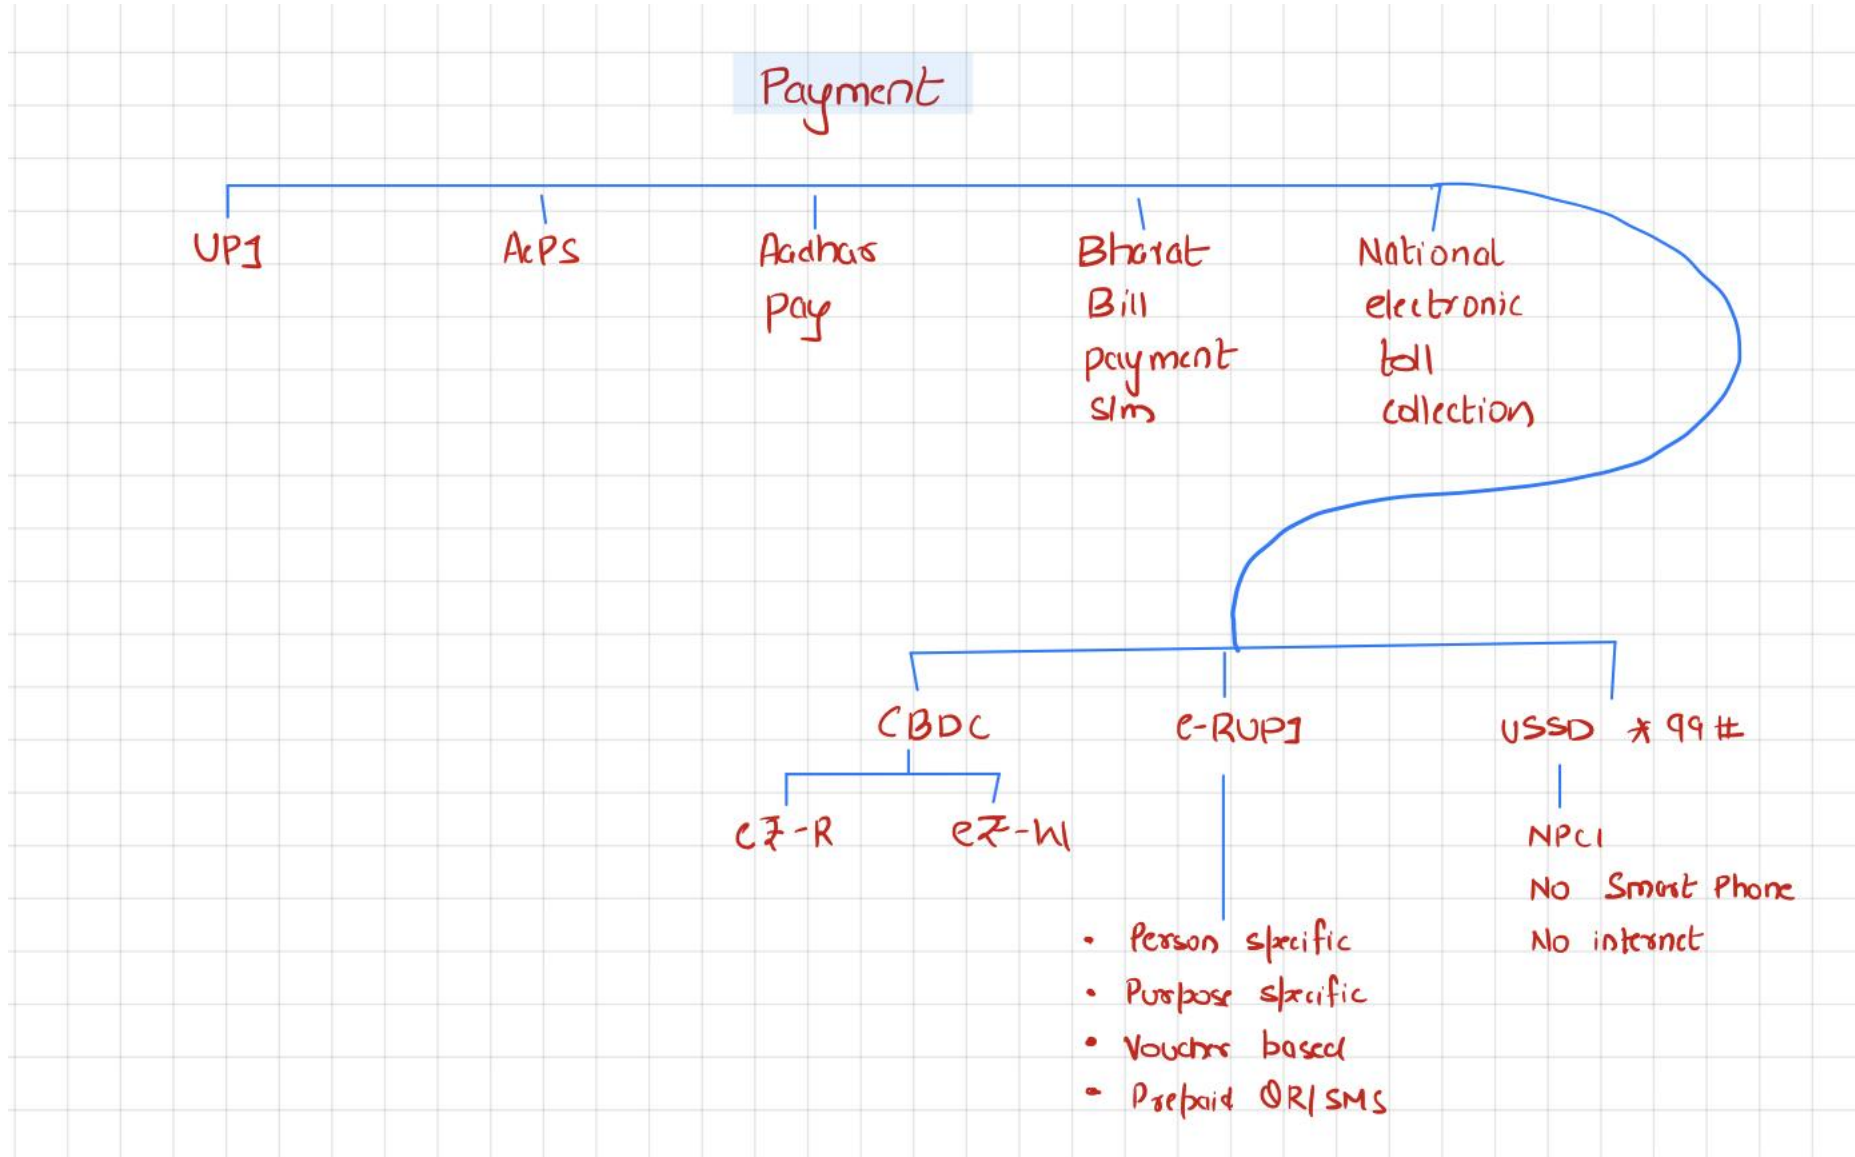 Payment
UPI
AePS
Aadhar
Pay
Bharat
Bill
payment
s/m
National
electronic
toll
collection
CBDC
e-RUPI
USSD *99#
e₹-R
e₹-W
NPCI
No Smart Phone
No internet
• Person specific
• Purpose specific
• Voucher based
• Prepaid QR/SMS